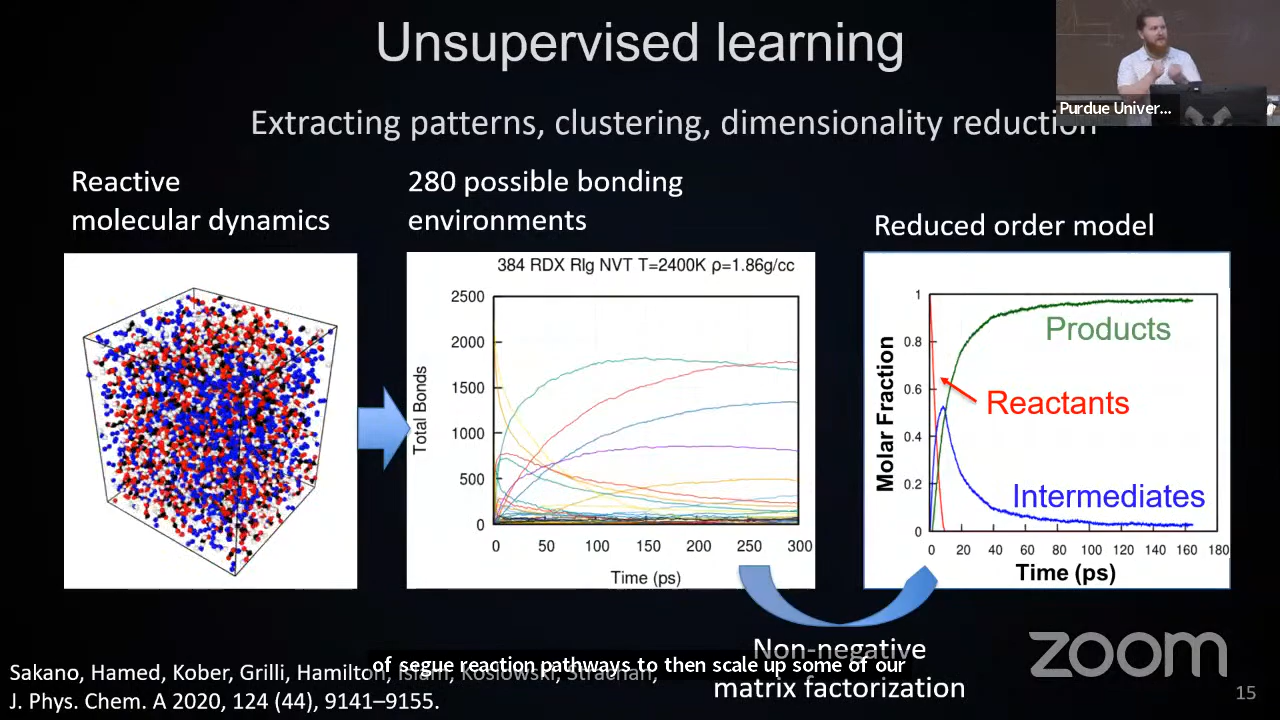 Unsupervised learning
Purdue Univer...
Extracting patterns, clustering, dimensionality reduction
Reactive
molecular dynamics
280 possible bonding
environments
384 RDX Rlg NVT T=2400K ρ=1.86g/cc
2500
2000
1500
1000
500
0
Total Bonds
0 50 100 150 200 250 300
Time (ps)
Reduced order model
1
0.8
0.6
0.4
0.2
0
Molar Fraction
Products
Reactants
Intermediates
0 20 40 60 80 100 120 140 160 180
Time (ps)
Non-negative
matrix factorization
of segue reaction pathways to then scale up some of our
Sakano, Hamed, Kober, Grilli, Hamilton, Islam, Koslowski, Strachan,
J. Phys. Chem. A 2020, 124 (44), 9141–9155.
zoom
15